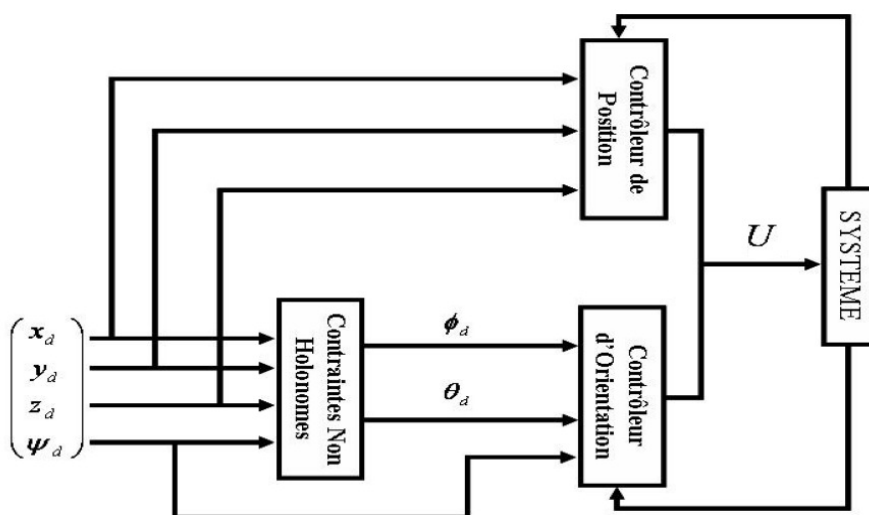 Contrôleur de
Position
SYSTEME
U
x_d
y_d
z_d
ψ_d
Contraintes Non
Holonomes
ϕ_d
θ_d
Contrôleur
d'Orientation